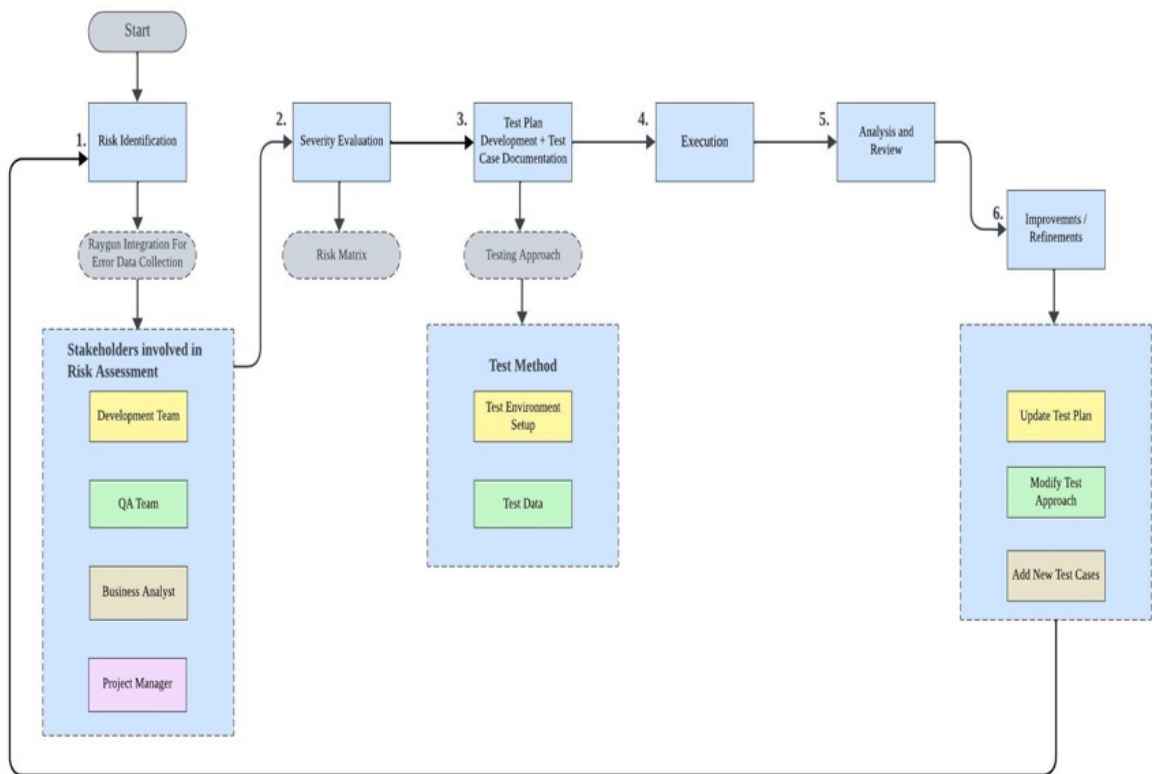 Start
1.
Risk Identification
Raygun Integration For
Error Data Collection
Stakeholders involved in
Risk Assessment
Development Team
QA Team
Business Analyst
Project Manager
2.
Severity Evaluation
Risk Matrix
3.
Test Plan
Development + Test
Case Documentation
Testing Approach
Test Method
Test Environment
Setup
Test Data
4.
Execution
5.
Analysis and
Review
6.
Improvemnts /
Refinements
Update Test Plan
Modify Test
Approach
Add New Test Cases